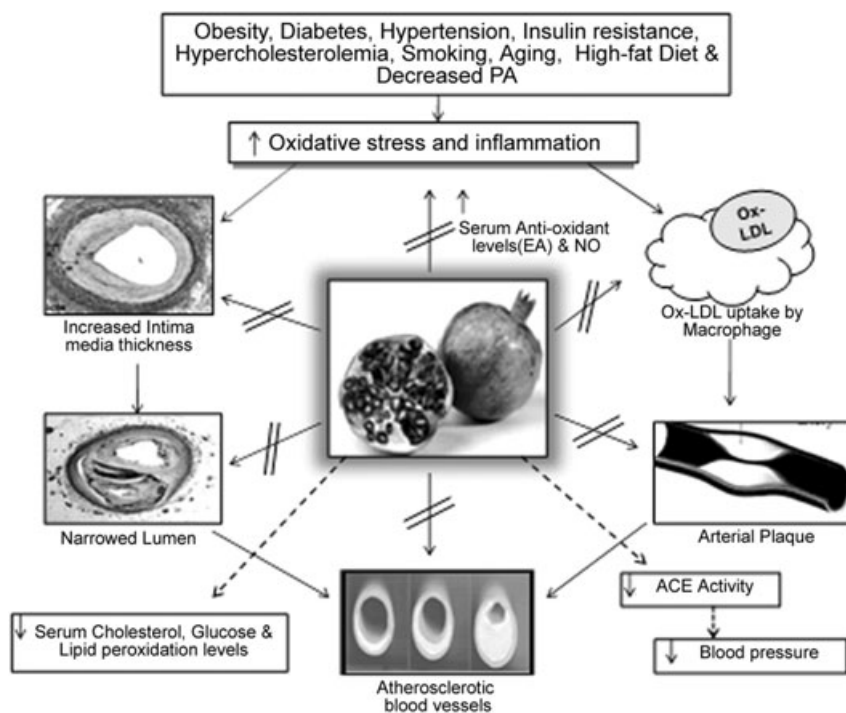 Obesity, Diabetes, Hypertension, Insulin resistance,
Hypercholesterolemia, Smoking, Aging, High-fat Diet &
Decreased PA
↑ Oxidative stress and inflammation
↑ Serum Anti-oxidant
levels(EA) & NO
Ox-
LDL
Increased Intima
media thickness
Ox-LDL uptake by
Macrophage
Narrowed Lumen
Arterial Plaque
↓ Serum Cholesterol, Glucose &
Lipid peroxidation levels
↓ ACE Activity
↓ Blood pressure
Atherosclerotic
blood vessels